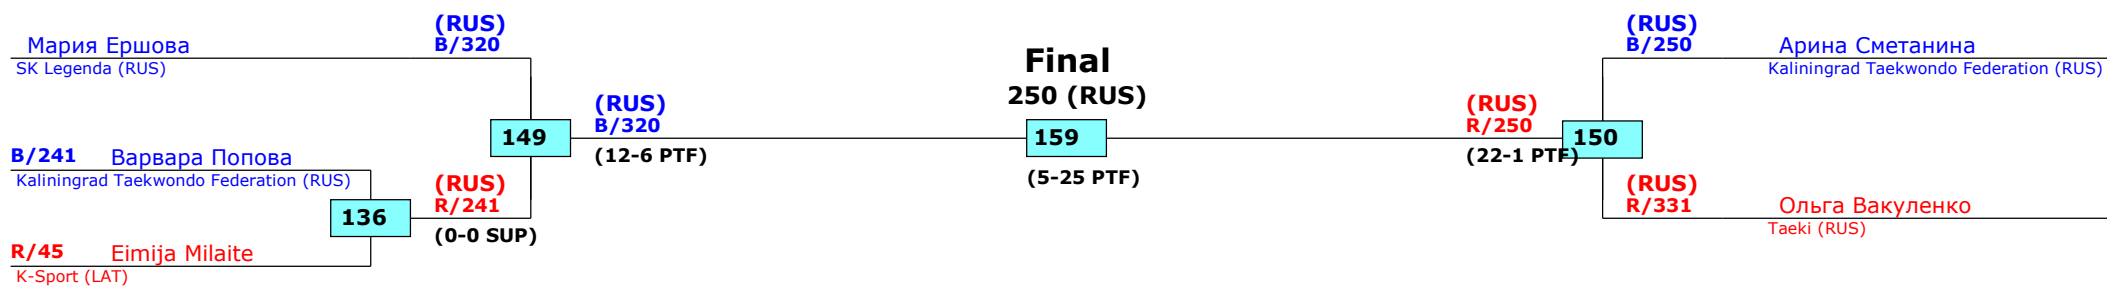 (RUS)
B/320
Мария Ершова
SK Legenda (RUS)
B/241 Варвара Попова
Kaliningrad Taekwondo Federation (RUS)
R/45 Eimija Milaite
K-Sport (LAT)
136
(RUS)
R/241
(0-0 SUP)
149
(RUS)
B/320
(12-6 PTF)
Final
250 (RUS)
159
(5-25 PTF)
(RUS)
R/250
(22-1 PTF)
150
(RUS)
B/250 Арина Сметанина
Kaliningrad Taekwondo Federation (RUS)
(RUS)
R/331 Ольга Вакуленко
Taeki (RUS)